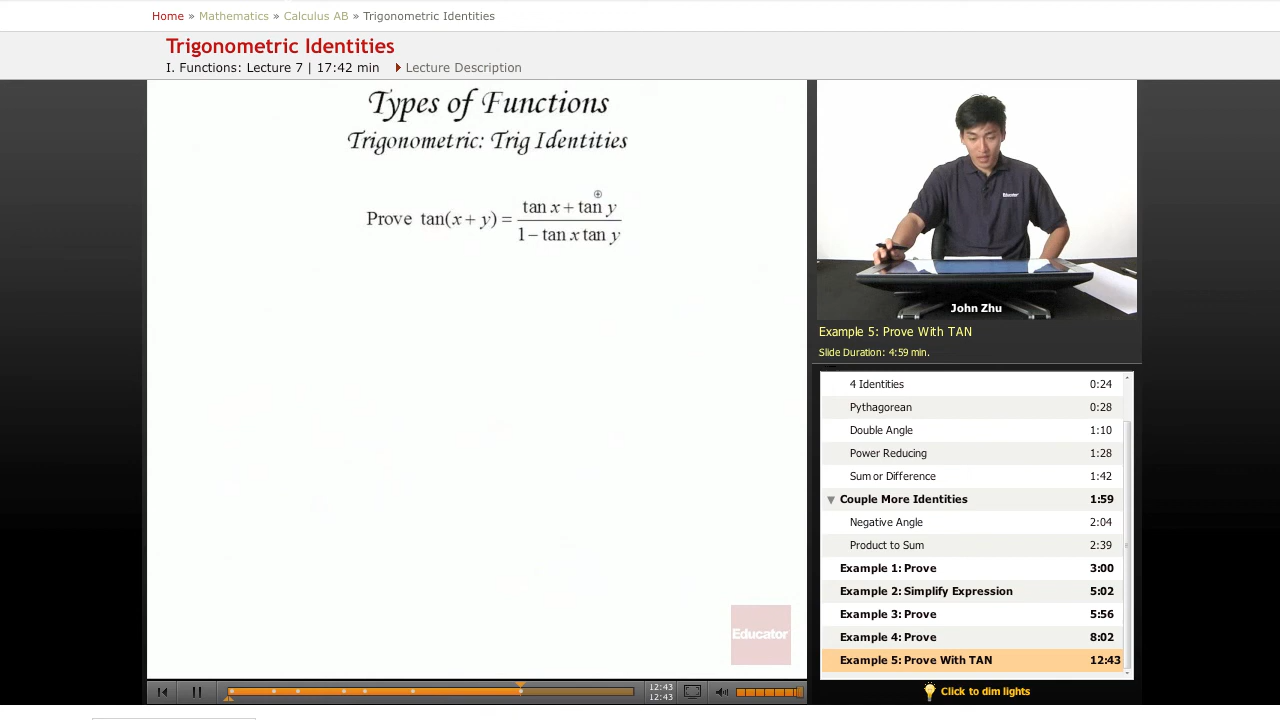 Home » Mathematics » Calculus AB » Trigonometric Identities
Trigonometric Identities
I. Functions: Lecture 7 | 17:42 min Lecture Description
Types of Functions
Trigonometric: Trig Identities
Prove tan(x + y) = (tan x + tan y) / (1 − tan x tan y)
Educator
Educator
John Zhu
Example 5: Prove With TAN
Slide Duration: 4:59 min.
4 Identities 0:24
Pythagorean 0:28
Double Angle 1:10
Power Reducing 1:28
Sum or Difference 1:42
Couple More Identities 1:59
Negative Angle 2:04
Product to Sum 2:39
Example 1: Prove 3:00
Example 2: Simplify Expression 5:02
Example 3: Prove 5:56
Example 4: Prove 8:02
Example 5: Prove With TAN 12:43
12:43
12:43
Click to dim lights